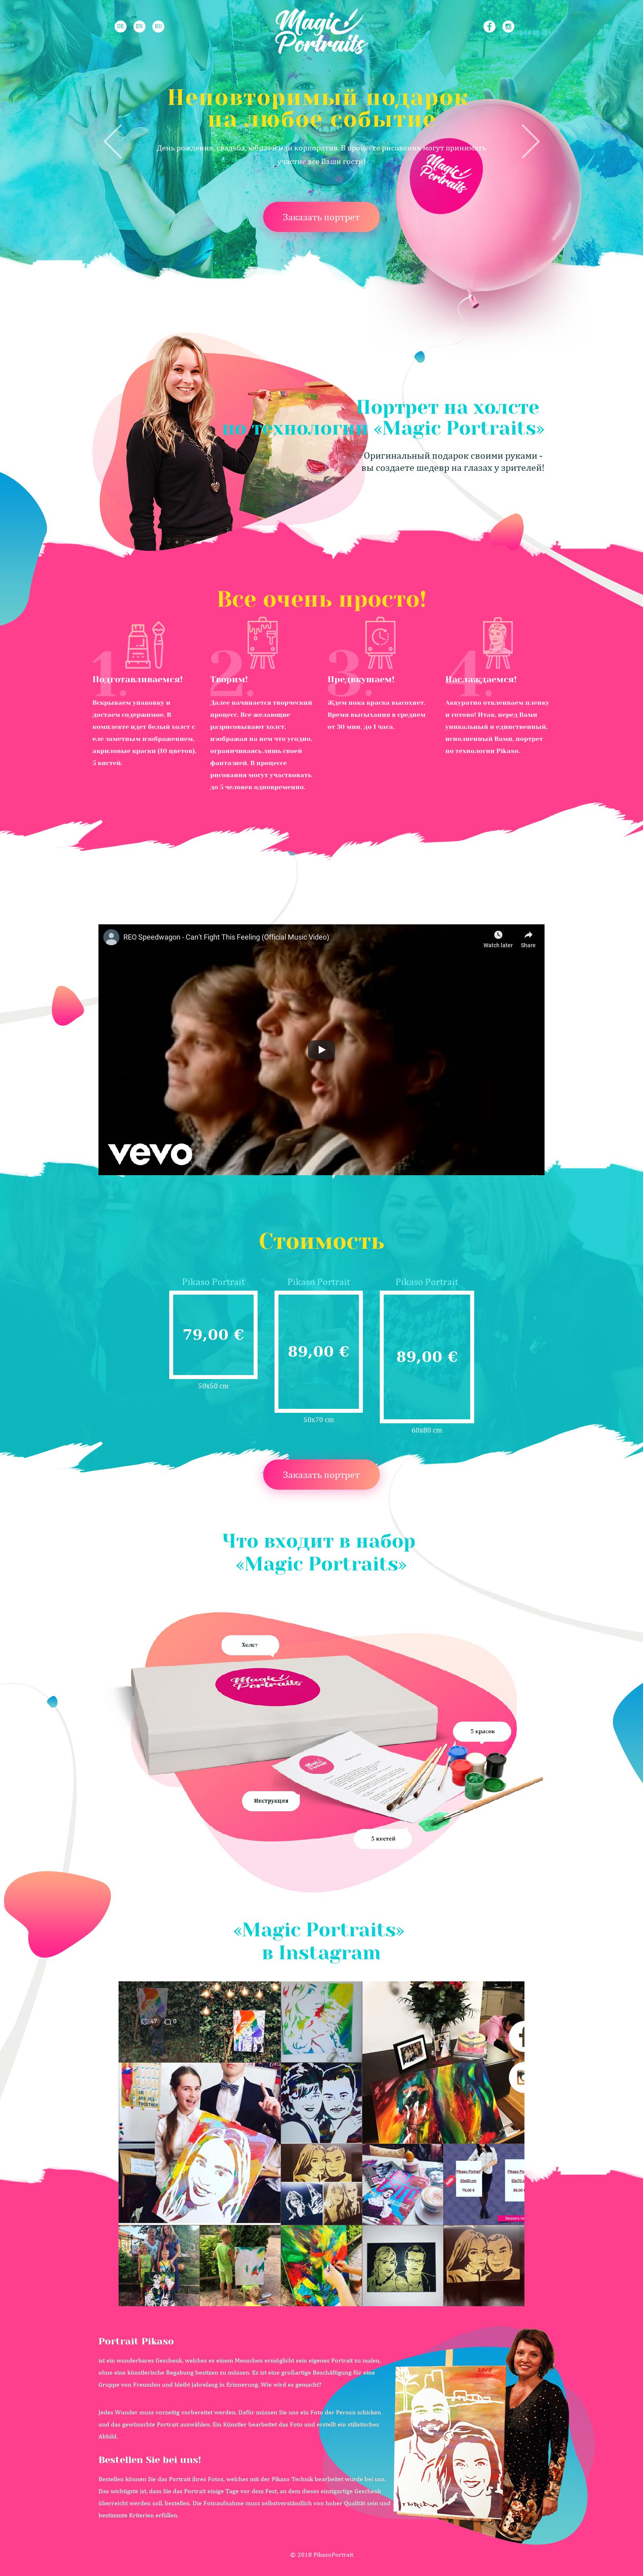 DE EN RU
Magic Portraits
Неповторимый подарок
на любое событие
День рождения, свадьба, юбилей или корпоратив. В процессе рисования могут принимать
участие все Ваши гости!
Magic Portraits
Заказать портрет
Портрет на холсте
по технологии «Magic Portraits»
Оригинальный подарок своими руками -
вы создаете шедевр на глазах у зрителей!
Все очень просто!
1.
Подготавливаемся!
Вскрываем упаковку и
достаем содержимое. В
комплекте идет белый холст с
еле заметным изображением,
акриловые краски (10 цветов),
5 кистей.
2.
Творим!
Далее начинается творческий
процесс. Все желающие
разрисовывают холст,
изображая на нем что угодно,
ограничиваясь лишь своей
фантазией. В процессе
рисования могут участвовать
до 5 человек одновременно.
3.
Предвкушаем!
Ждем пока краска высохнет.
Время высыхания в среднем
от 30 мин. до 1 часа.
4.
Наслаждаемся!
Аккуратно отклеиваем пленку
и готово! Итак, перед Вами
уникальный и единственный,
исполненный Вами, портрет
по технологии Pikaso.
REO Speedwagon - Can't Fight This Feeling (Official Music Video)
Watch later
Share
vevo
Стоимость
Pikaso Portrait
79,00 €
50x50 cm
Pikaso Portrait
89,00 €
50x70 cm
Pikaso Portrait
89,00 €
60x80 cm
Заказать портрет
Что входит в набор
«Magic Portraits»
Холст
Magic Portraits
5 красок
Инструкция
5 кистей
«Magic Portraits»
в Instagram
47 0
Portrait Pikaso
ist ein wunderbares Geschenk, welches es einem Menschen ermöglicht sein eigenes Portrait zu malen,
ohne eine künstlerische Begabung besitzen zu müssen. Es ist eine großartige Beschäftigung für eine
Gruppe von Freunden und bleibt jahrelang in Erinnerung. Wie wird es gemacht?
Jedes Wunder muss vorzeitig vorbereitet werden. Dafür müssen Sie uns ein Foto der Person schicken
und das gewünschte Portrait auswählen. Ein Künstler bearbeitet das Foto und erstellt ein stilistisches
Abbild.
Bestellen Sie bei uns!
Bestellen können Sie das Portrait ihres Fotos, welches mit der Pikaso Technik bearbeitet wurde bei uns.
Das wichtigste ist, dass Sie das Portrait einige Tage vor dem Fest, an dem dieses einzigartige Geschenk
überreicht werden soll, bestellen. Die Fotoaufnahme muss selbstverständlich von hoher Qualität sein und
bestimmte Kriterien erfüllen.
© 2018 PikasoPortrait